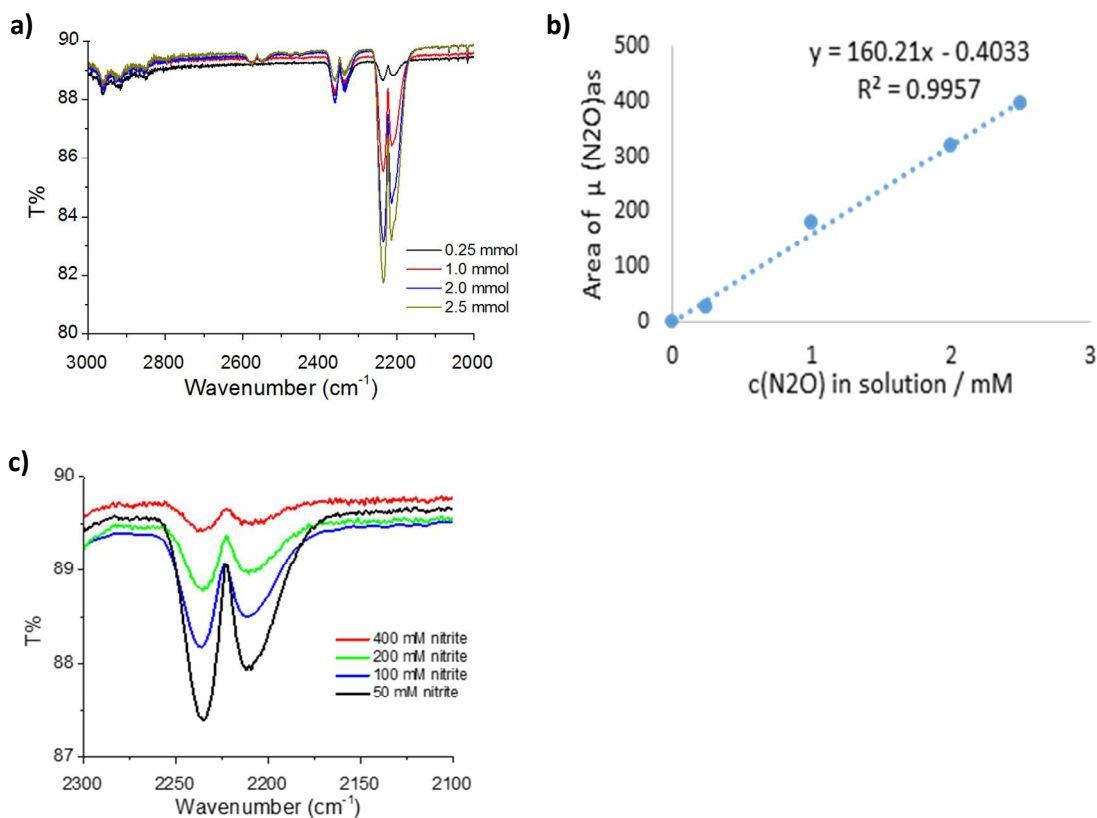 a)
90
88
86
84
82
80
T%
0.25 mmol
1.0 mmol
2.0 mmol
2.5 mmol
3000 2800 2600 2400 2200 2000
Wavenumber (cm⁻¹)
b)
500
400
300
200
100
0
Area of μ (N2O)as
y = 160.21x - 0.4033
R² = 0.9957
0 1 2 3
c(N2O) in solution / mM
c)
90
89
88
87
T%
400 mM nitrite
200 mM nitrite
100 mM nitrite
50 mM nitrite
2300 2250 2200 2150 2100
Wavenumber (cm⁻¹)